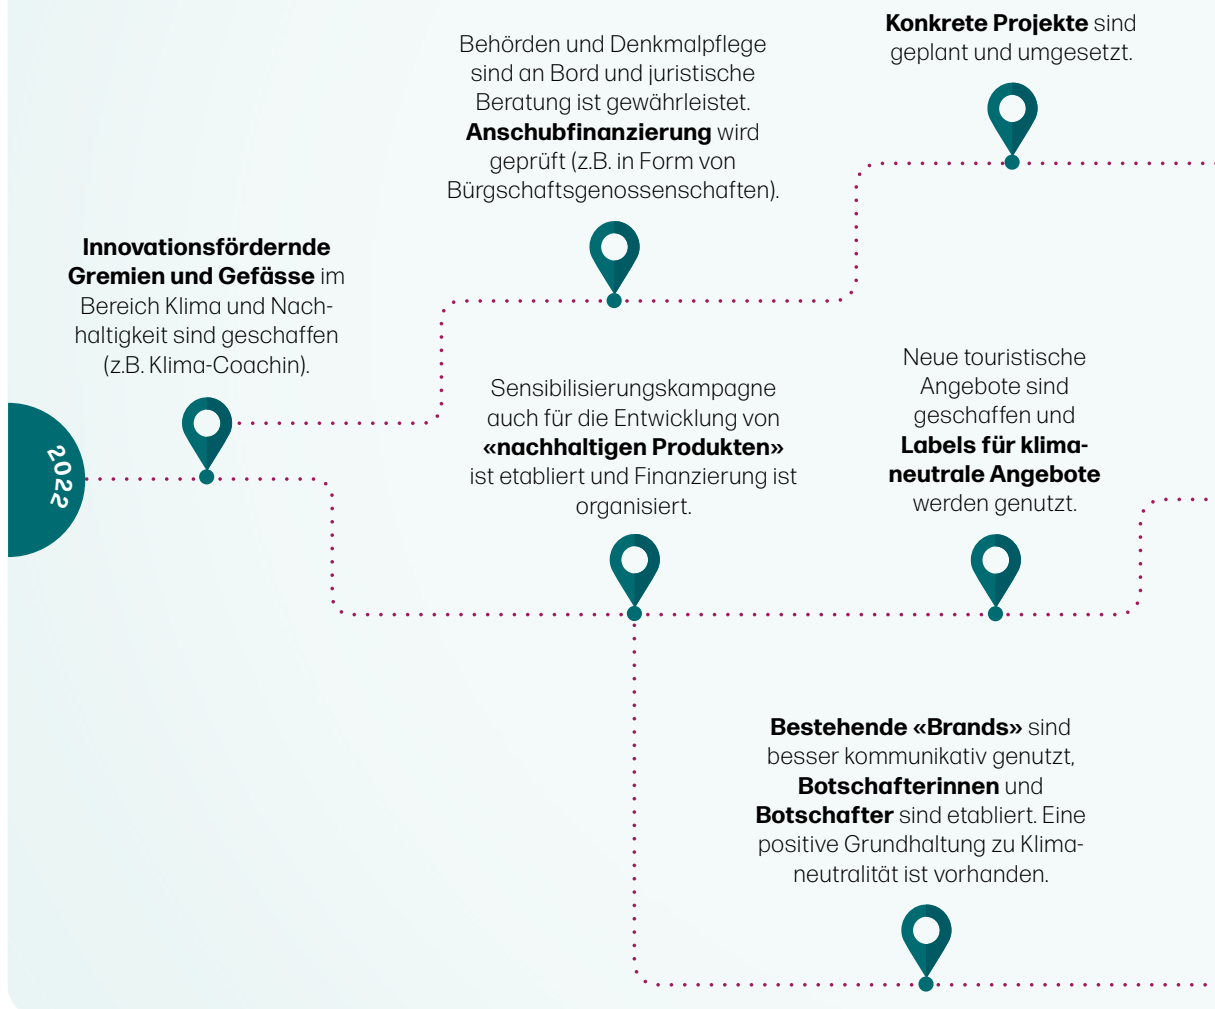 Konkrete Projekte sind
geplant und umgesetzt.
Behörden und Denkmalpflege
sind an Bord und juristische
Beratung ist gewährleistet.
Anschubfinanzierung wird
geprüft (z.B. in Form von
Bürgschaftsgenossenschaften).
Innovationsfördernde
Gremien und Gefässe im
Bereich Klima und Nach-
haltigkeit sind geschaffen
(z.B. Klima-Coachin).
2022
Sensibilisierungskampagne
auch für die Entwicklung von
«nachhaltigen Produkten»
ist etabliert und Finanzierung ist
organisiert.
Neue touristische
Angebote sind
geschaffen und
Labels für klima-
neutrale Angebote
werden genutzt.
Bestehende «Brands» sind
besser kommunikativ genutzt,
Botschafterinnen und
Botschafter sind etabliert. Eine
positive Grundhaltung zu Klima-
neutralität ist vorhanden.